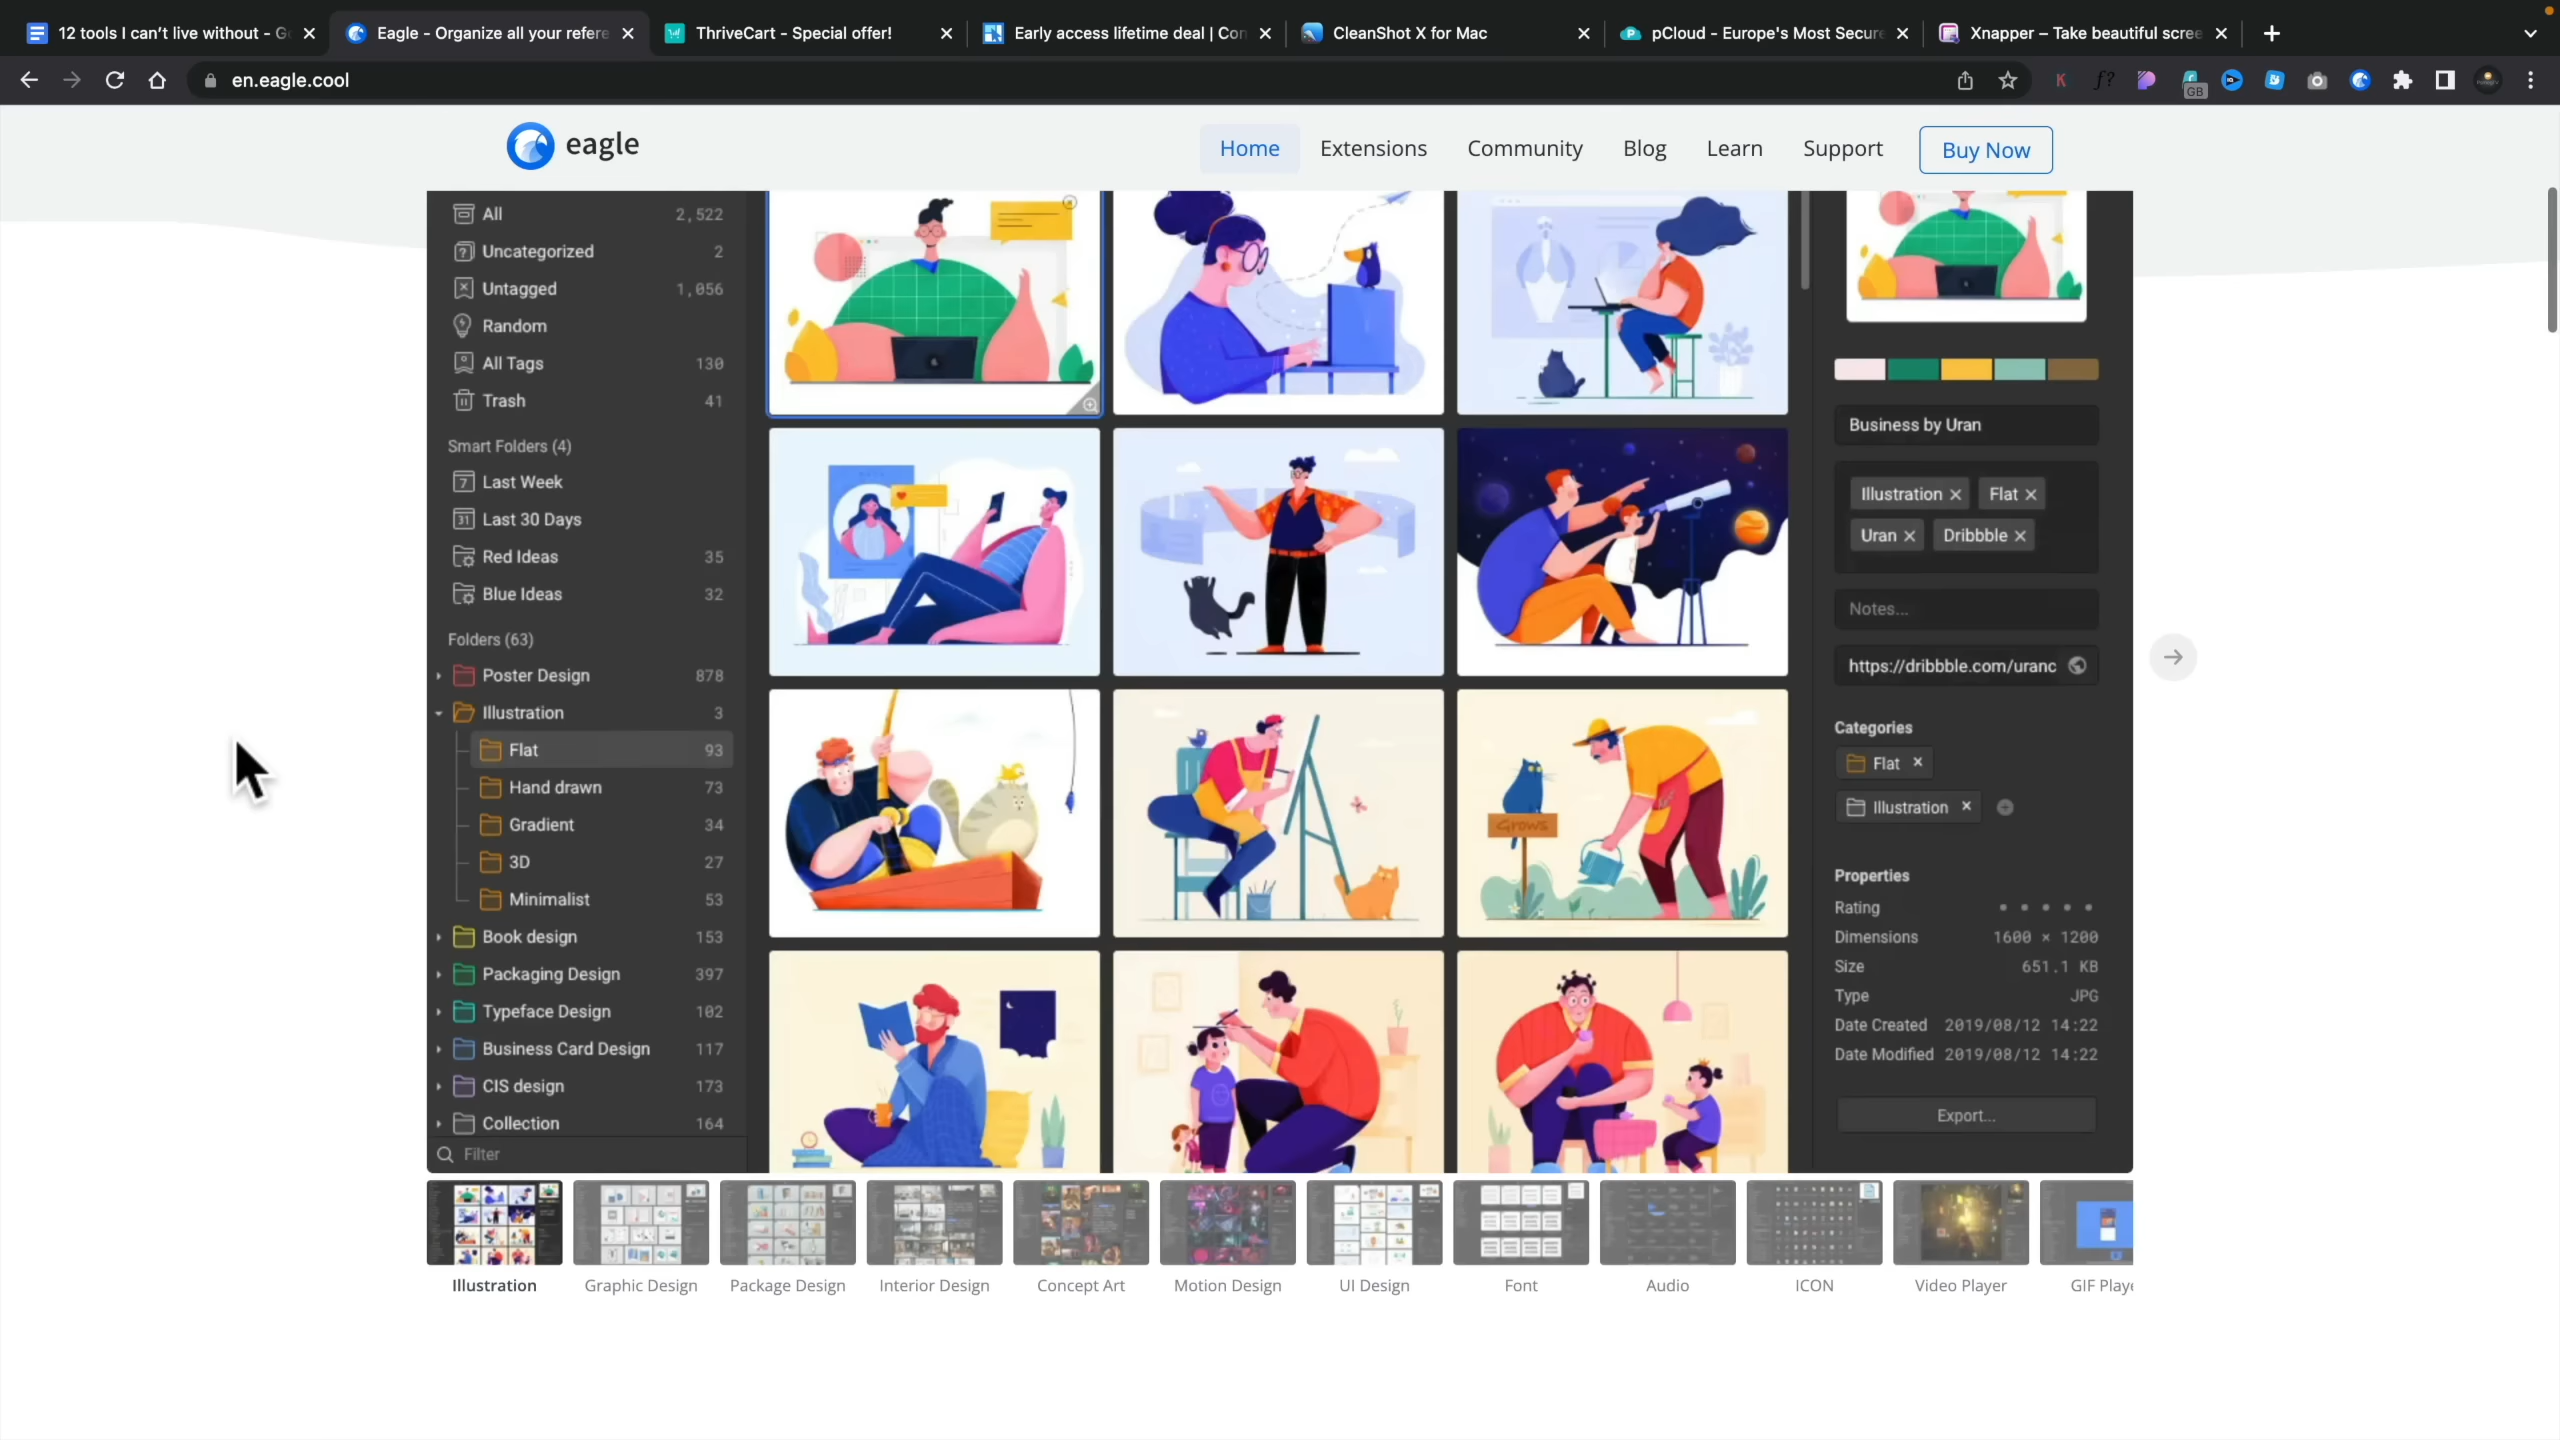 12 tools I can't live without - G
Eagle - Organize all your refere
ThriveCart - Special offer!
Early access lifetime deal | Con
CleanShot X for Mac
pCloud - Europe's Most Secure
Xnapper – Take beautiful scree
en.eagle.cool
GB
eagle
Home
Extensions
Community
Blog
Learn
Support
Buy Now
All 2,522
Uncategorized 2
Untagged 1,056
Random
All Tags 130
Trash 41
Smart Folders (4)
Last Week
Last 30 Days
Red Ideas 35
Blue Ideas 32
Folders (63)
Poster Design 878
Illustration 3
Flat 93
Hand drawn 73
Gradient 34
3D 27
Minimalist 53
Book design 153
Packaging Design 397
Typeface Design 102
Business Card Design 117
CIS design 173
Collection 164
Filter
Grows
Business by Uran
Illustration Flat
Uran Dribbble
Notes...
https://dribbble.com/uranc
Categories
Flat
Illustration
Properties
Rating
Dimensions 1600 × 1200
Size 651.1 KB
Type JPG
Date Created 2019/08/12 14:22
Date Modified 2019/08/12 14:22
Export...
Illustration
Graphic Design
Package Design
Interior Design
Concept Art
Motion Design
UI Design
Font
Audio
ICON
Video Player
GIF Playe